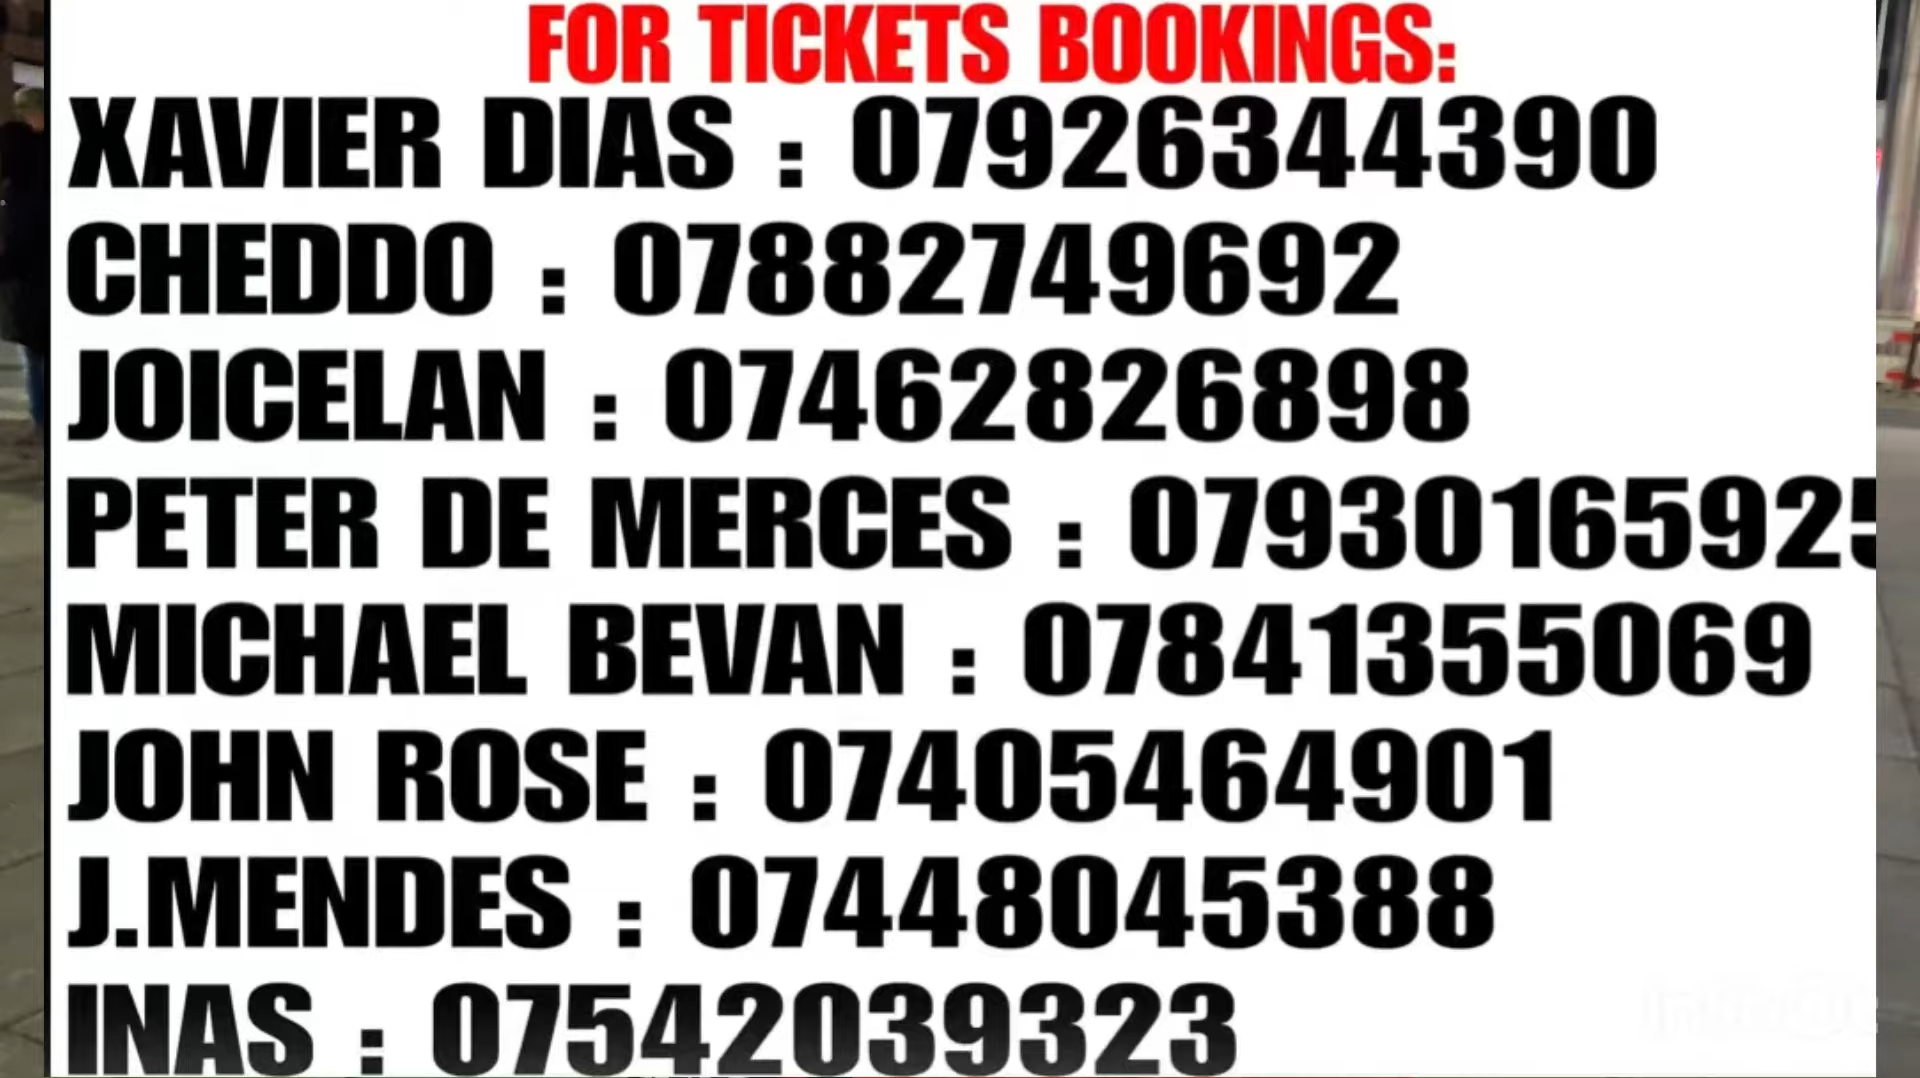 FOR TICKETS BOOKINGS:
XAVIER DIAS : 07926344390
CHEDDO : 07882749692
JOICELAN : 07462826898
PETER DE MERCES : 07930165925
MICHAEL BEVAN : 07841355069
JOHN ROSE : 07405464901
J.MENDES : 07448045388
INAS : 07542039323